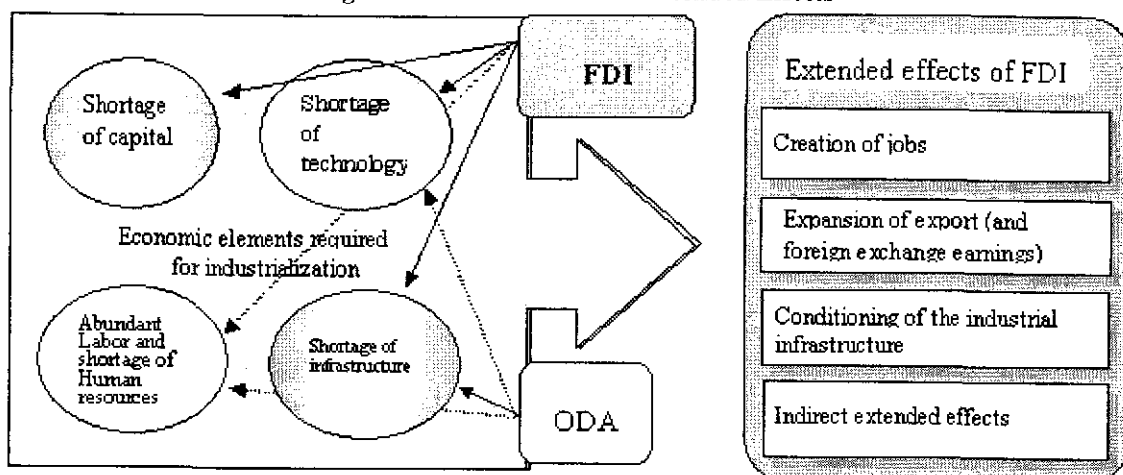 FDI
Shortage
of capital
Shortage
of
technology
Economic elements required
for industrialization
Abundant
Labor and
shortage of
Human
resources
Shortage of
infrastructure
ODA
Extended effects of FDI
Creation of jobs
Expansion of export (and
foreign exchange earnings)
Conditioning of the industrial
infrastructure
Indirect extended effects